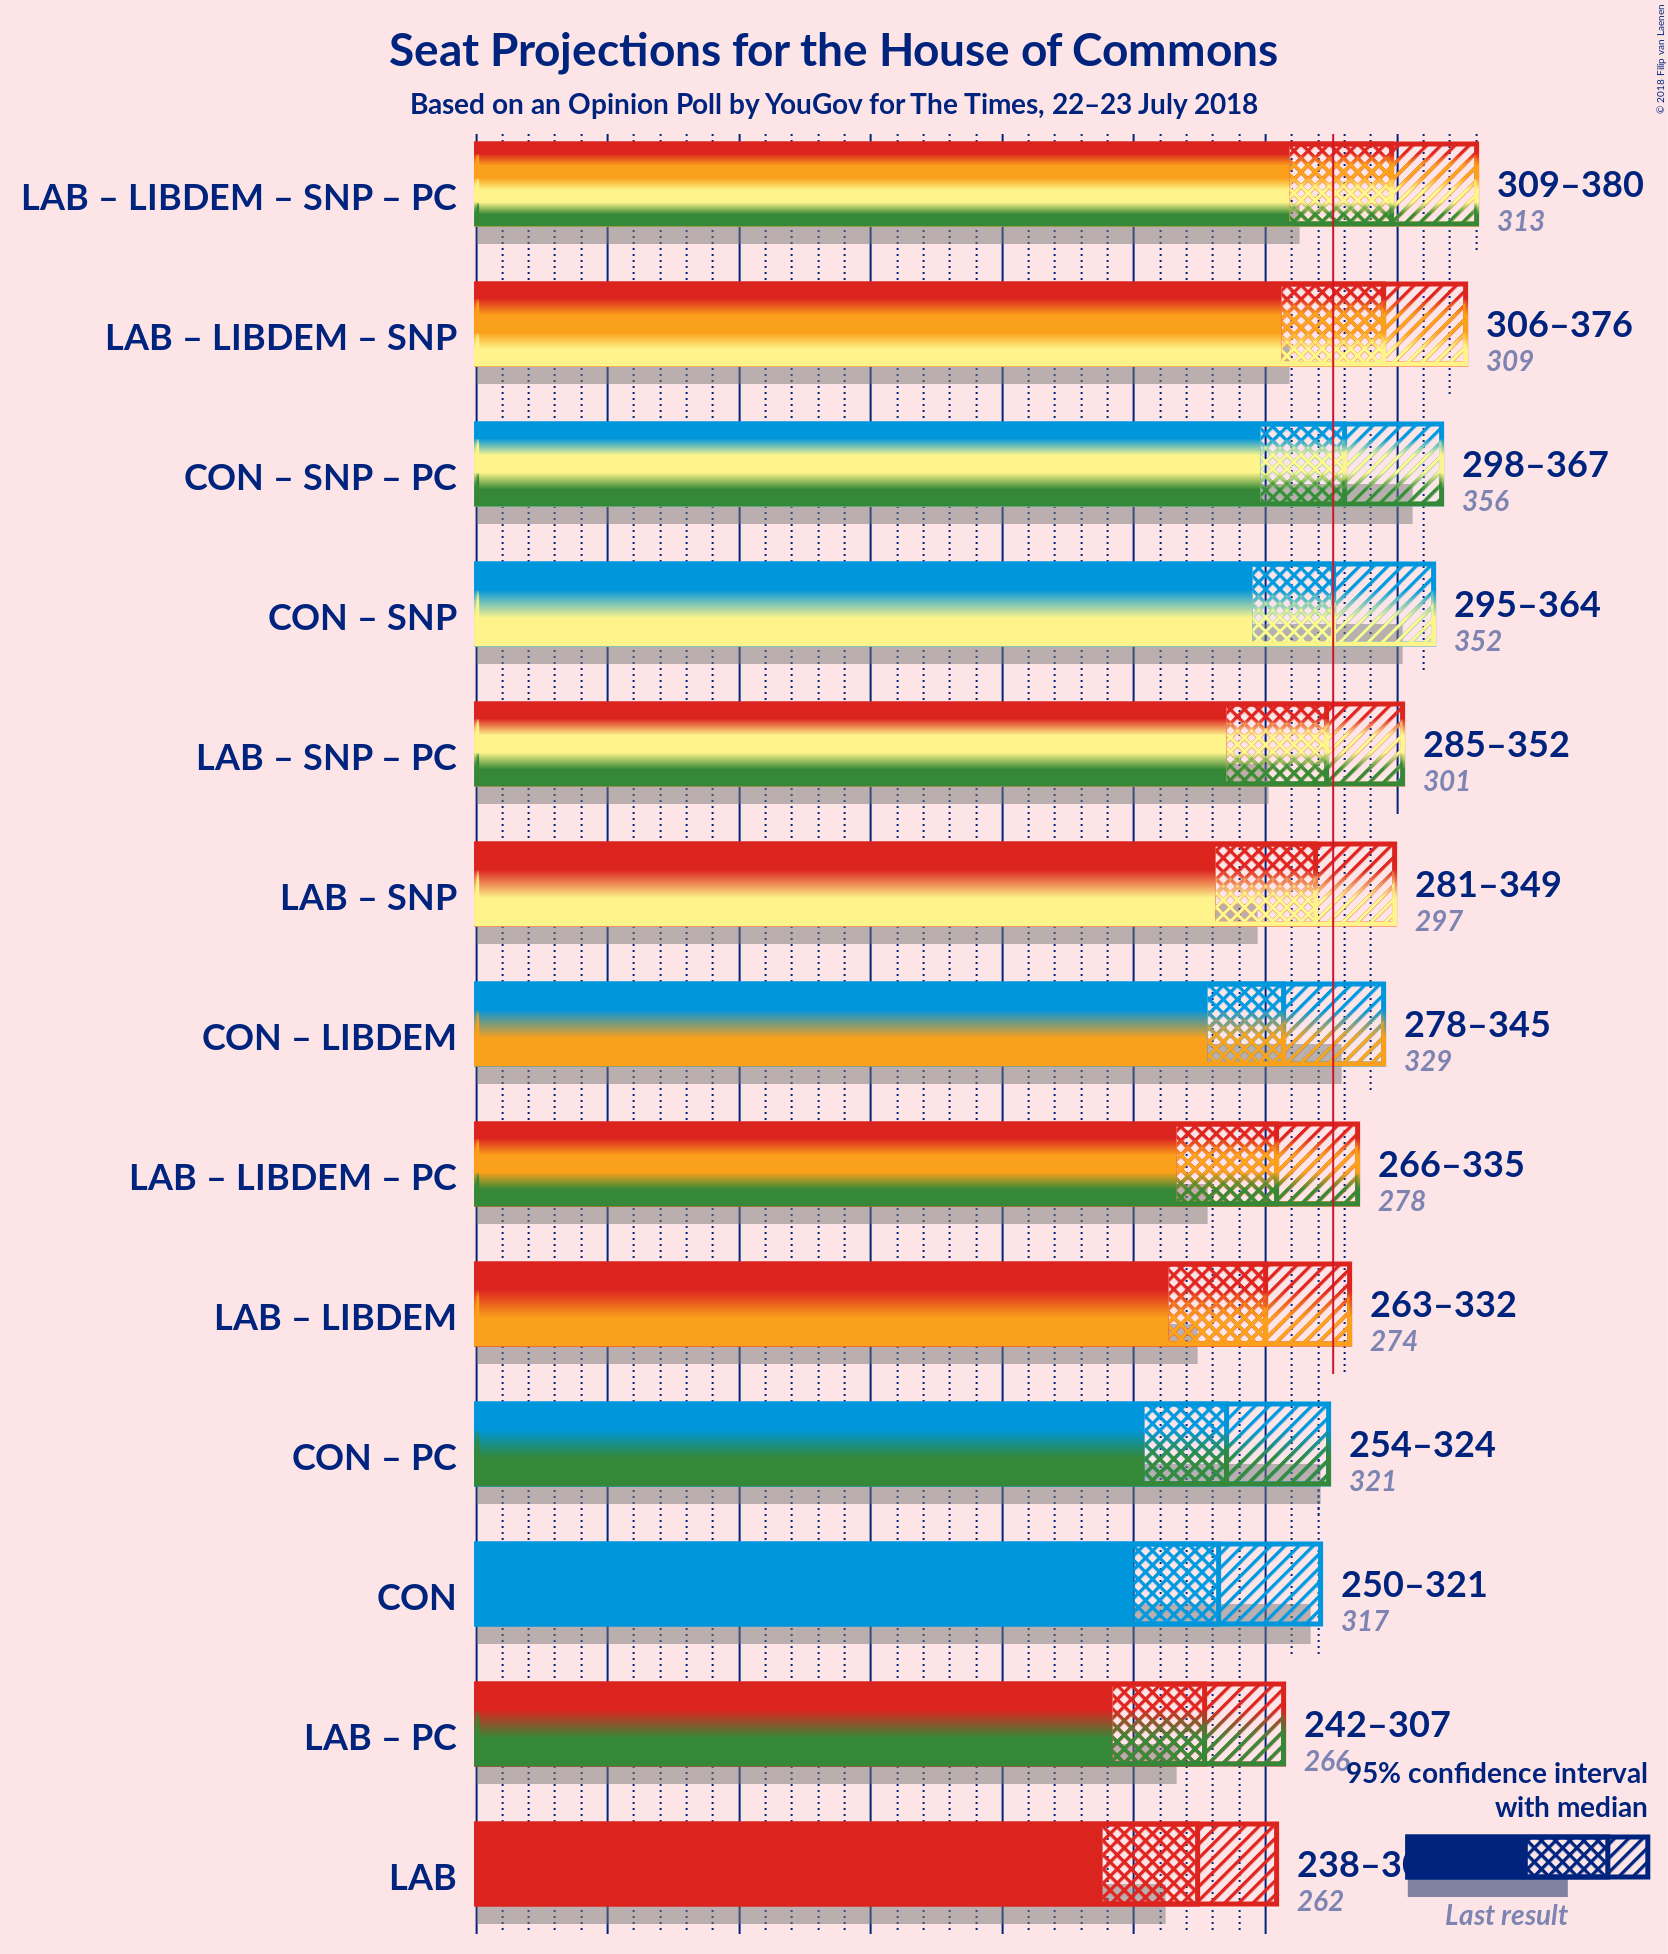 Seat Projections for the House of Commons
Based on an Opinion Poll by YouGov for The Times, 22–23 July 2018
© 2018 Filip van Laenen
LAB – LIBDEM – SNP – PC
309–380
313
LAB – LIBDEM – SNP
306–376
309
CON – SNP – PC
298–367
356
CON – SNP
295–364
352
LAB – SNP – PC
285–352
301
LAB – SNP
281–349
297
CON – LIBDEM
278–345
329
LAB – LIBDEM – PC
266–335
278
LAB – LIBDEM
263–332
274
CON – PC
254–324
321
CON
250–321
317
LAB – PC
242–307
266
95% confidence interval
with median
LAB
262
Last result